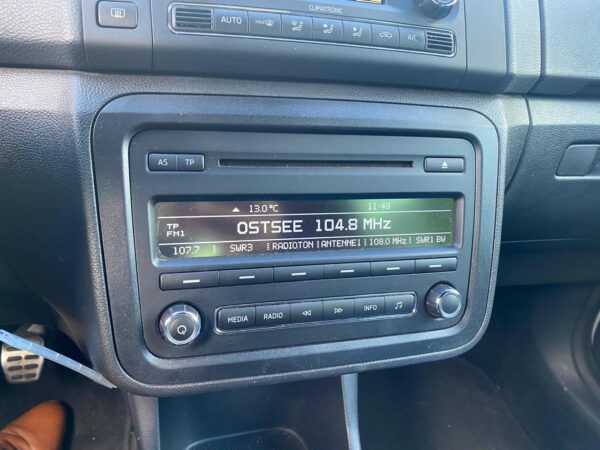 CLIMATRONIC
AUTO MAX A/C
AS TP
13.0°C 11:48
TP
FM1
OSTSEE 104.8 MHz
107.7 SWR3 RADIOTON ANTENNE1 108.0 MHz SWR1 BW
MEDIA RADIO INFO